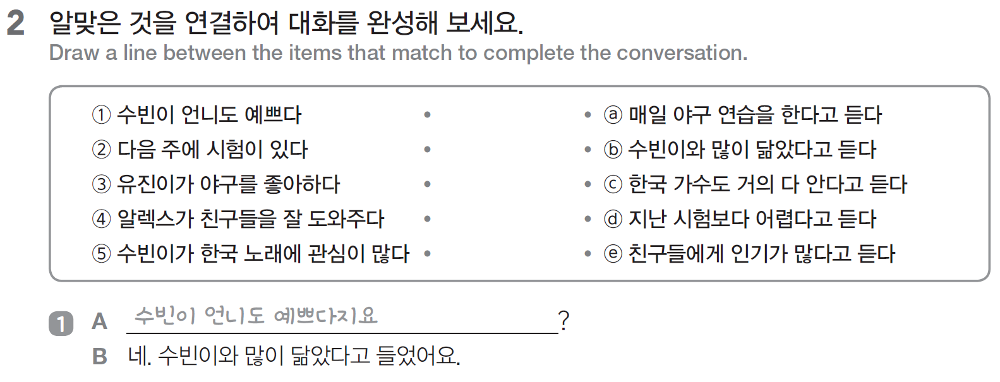 2 알맞은 것을 연결하여 대화를 완성해 보세요.
Draw a line between the items that match to complete the conversation.
① 수빈이 언니도 예쁘다 • • ⓐ 매일 야구 연습을 한다고 듣다
② 다음 주에 시험이 있다 • • ⓑ 수빈이와 많이 닮았다고 듣다
③ 유진이가 야구를 좋아하다 • • ⓒ 한국 가수도 거의 다 안다고 듣다
④ 알렉스가 친구들을 잘 도와주다 • • ⓓ 지난 시험보다 어렵다고 듣다
⑤ 수빈이가 한국 노래에 관심이 많다 • • ⓔ 친구들에게 인기가 많다고 듣다
1 A 수빈이 언니도 예쁘다지요?
B 네. 수빈이와 많이 닮았다고 들었어요.